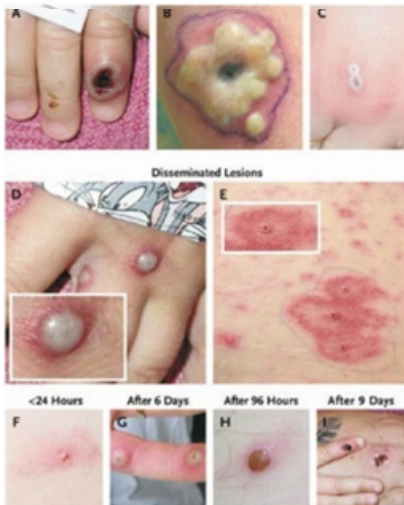 A B C
Disseminated Lesions
D E
<24 Hours After 6 Days After 96 Hours After 9 Days
F G H I